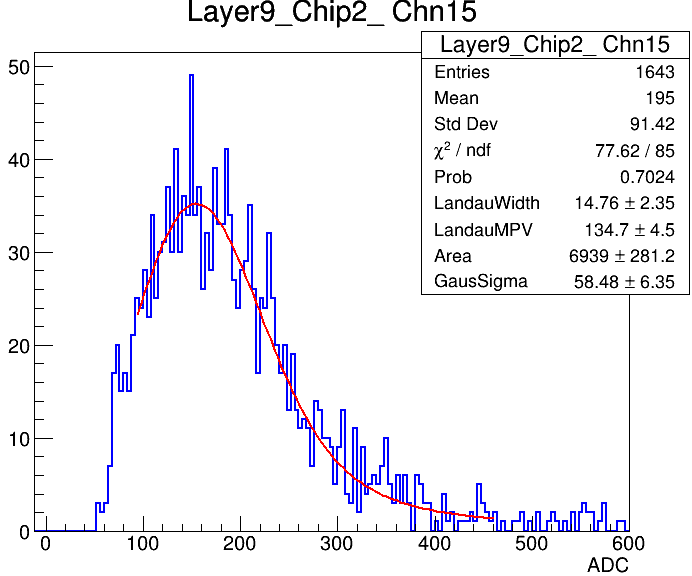 Layer9_Chip2_ Chn15
Layer9_Chip2_ Chn15
Entries 1643
Mean 195
Std Dev 91.42
χ² / ndf 77.62 / 85
Prob 0.7024
LandauWidth 14.76 ± 2.35
LandauMPV 134.7 ± 4.5
Area 6939 ± 281.2
GausSigma 58.48 ± 6.35
50
40
30
20
10
0
0 100 200 300 400 500 600
ADC